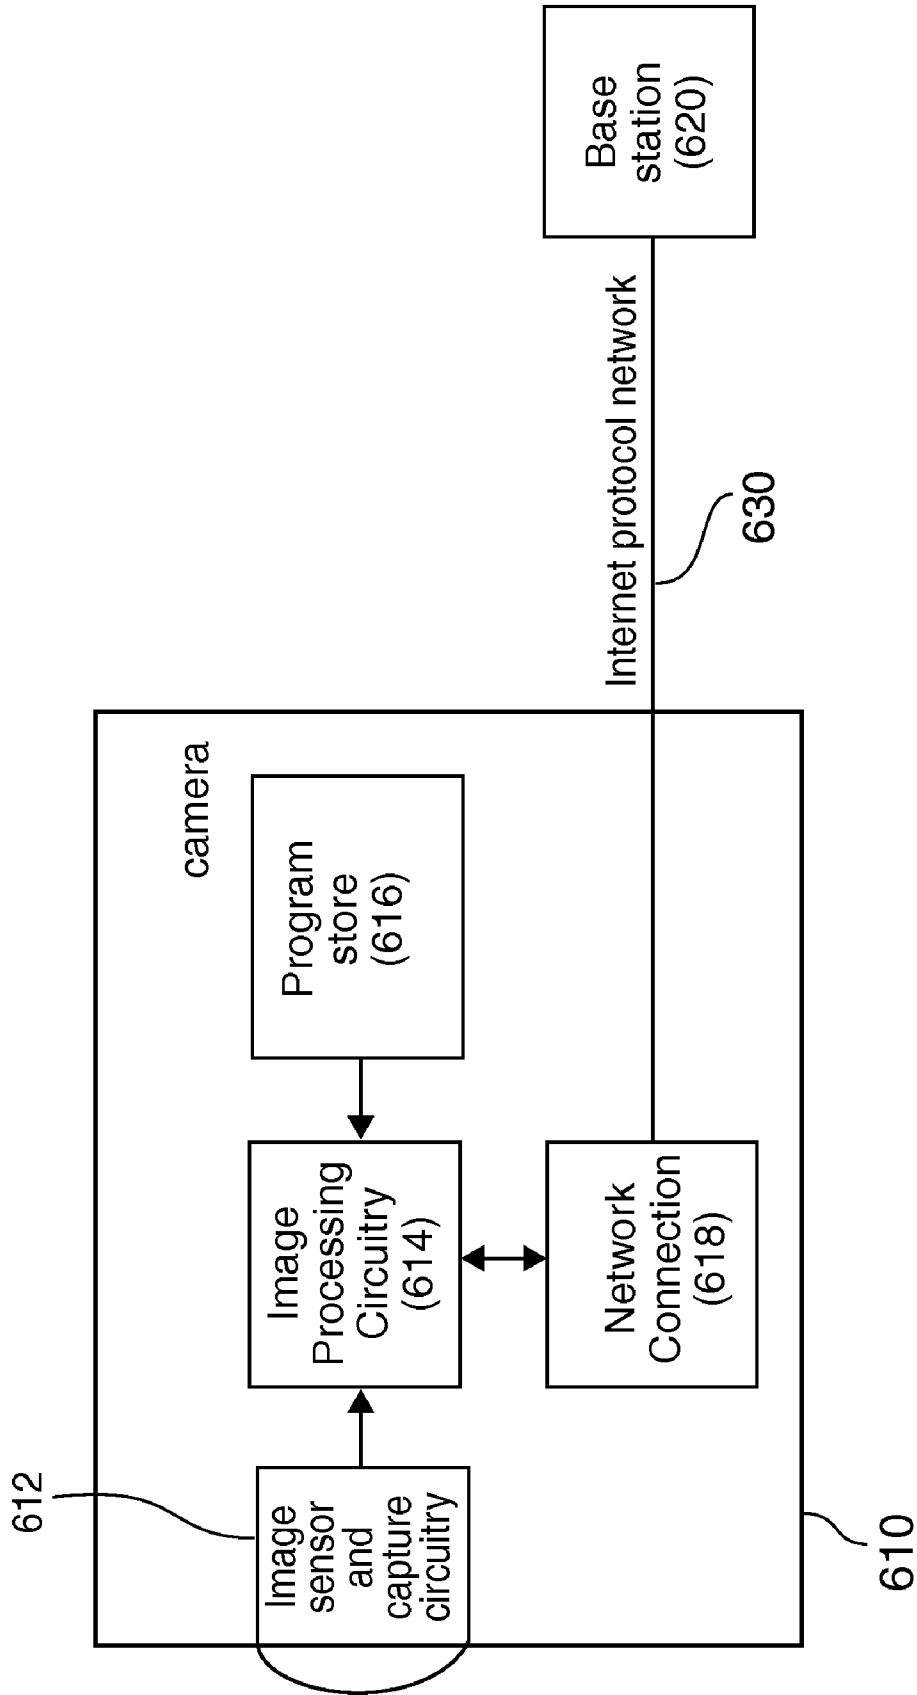 612
Image
sensor
and
capture
circuitry
Image
Processing
Circuitry
(614)
Program
store
(616)
camera
Network
Connection
(618)
610
Internet protocol network
630
Base
station
(620)